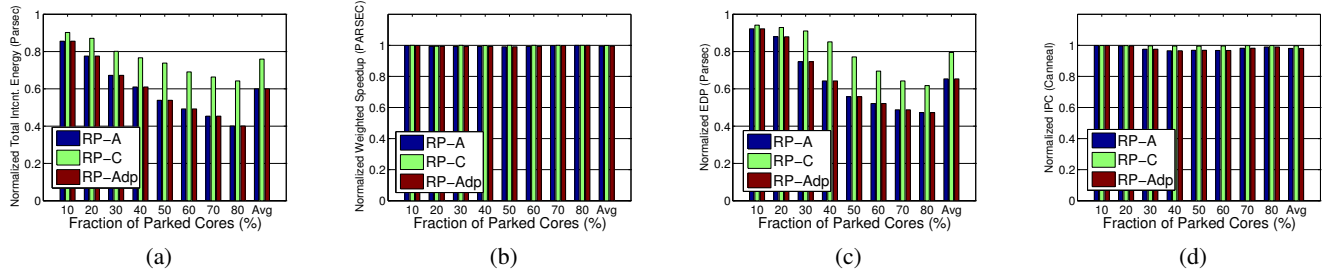 Normalized Total Intcnt. Energy (Parsec)
1
0.8
0.6
0.4
0.2
0
RP−A
RP−C
RP−Adp
10 20 30 40 50 60 70 80 Avg
Fraction of Parked Cores (%)
(a)
Normalized Weighted Speedup (PARSEC)
1
0.8
0.6
0.4
0.2
0
RP−A
RP−C
RP−Adp
10 20 30 40 50 60 70 80 Avg
Fraction of Parked Cores (%)
(b)
Normalized EDP (Parsec)
1
0.8
0.6
0.4
0.2
0
RP−A
RP−C
RP−Adp
10 20 30 40 50 60 70 80 Avg
Fraction of Parked Cores (%)
(c)
Normalized IPC (Canneal)
1
0.8
0.6
0.4
0.2
0
RP−A
RP−C
RP−Adp
10 20 30 40 50 60 70 80 Avg
Fraction of Parked Cores (%)
(d)